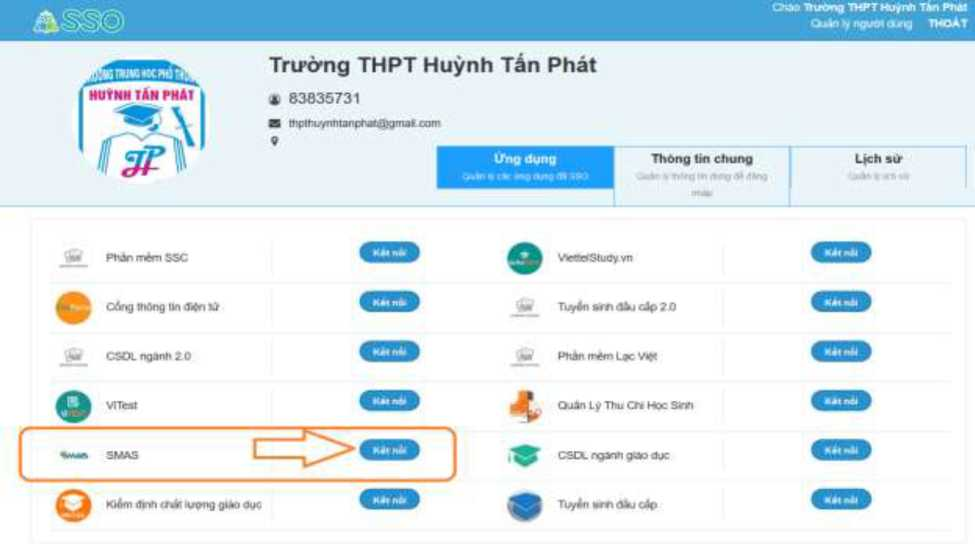 SSO
Chào Trường THPT Huỳnh Tấn Phát
Quản lý người dùng THOÁT
TRƯỜNG TRUNG HỌC PHỔ
HUỲNH TẤN PHÁT
Trường THPT Huỳnh Tấn Phát
83835731
thpthuynhtanphat@gmail.com
Ứng dụng
Quản lý các ứng dụng đã SSO
Thông tin chung
Quản lý thông tin dùng để đăng
nhập
Lịch sử
Quản lý lịch sử
Phần mềm SSC Kết nối
ViettelStudy.vn Kết nối
Cổng thông tin điện tử Kết nối
Tuyển sinh đầu cấp 2.0 Kết nối
CSDL ngành 2.0 Kết nối
Phần mềm Lạc Việt Kết nối
VITest Kết nối
Quản Lý Thu Chi Học Sinh Kết nối
Smas SMAS Kết nối
CSDL ngành giáo dục Kết nối
Kiểm định chất lượng giáo dục Kết nối
Tuyển sinh đầu cấp Kết nối